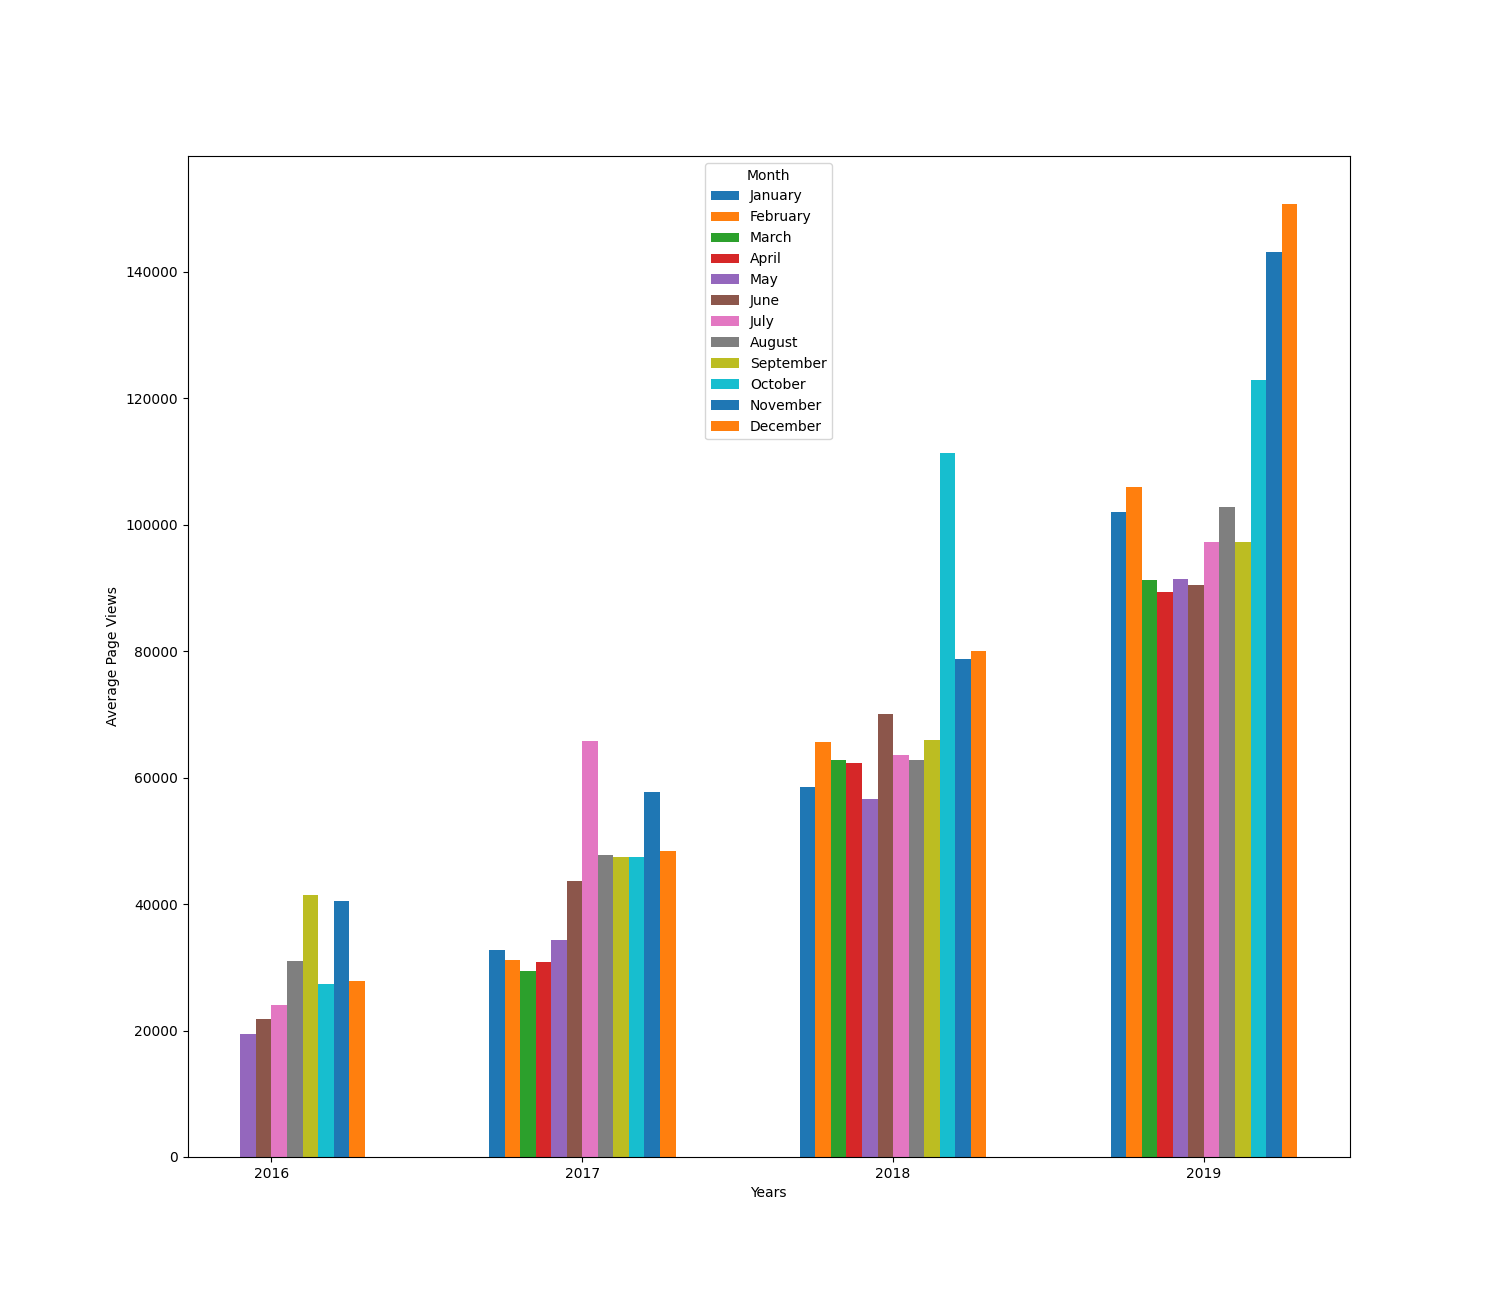 Month
January
February
March
April
May
June
July
August
September
October
November
December
140000
120000
100000
80000
60000
40000
20000
0
Average Page Views
2016 2017 2018 2019
Years